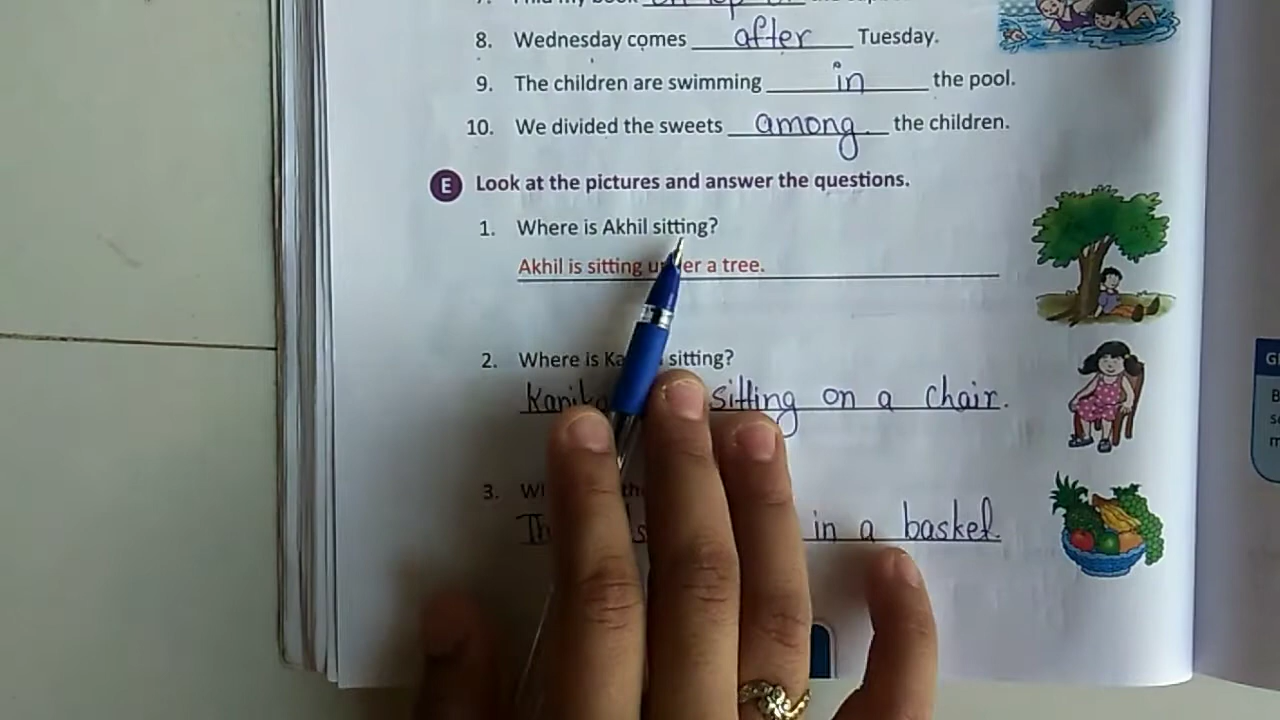 8. Wednesday comes after Tuesday.
9. The children are swimming in the pool.
10. We divided the sweets among the children.
E Look at the pictures and answer the questions.
1. Where is Akhil sitting?
Akhil is sitting under a tree.
2. Where is sitting?
sitting on a chair.
3.
in a basket.